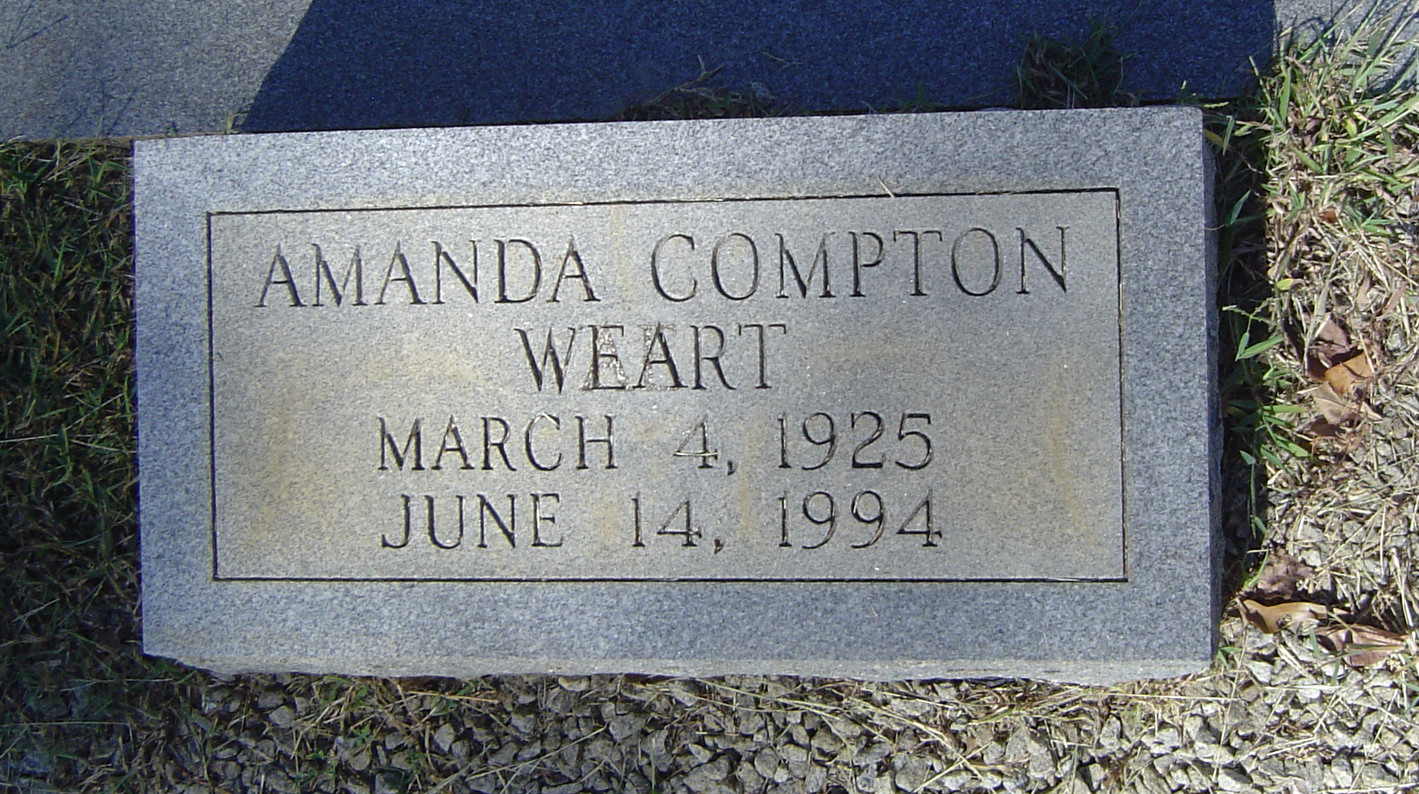 AMANDA COMPTON
WEART
MARCH 4, 1925
JUNE 14, 1994